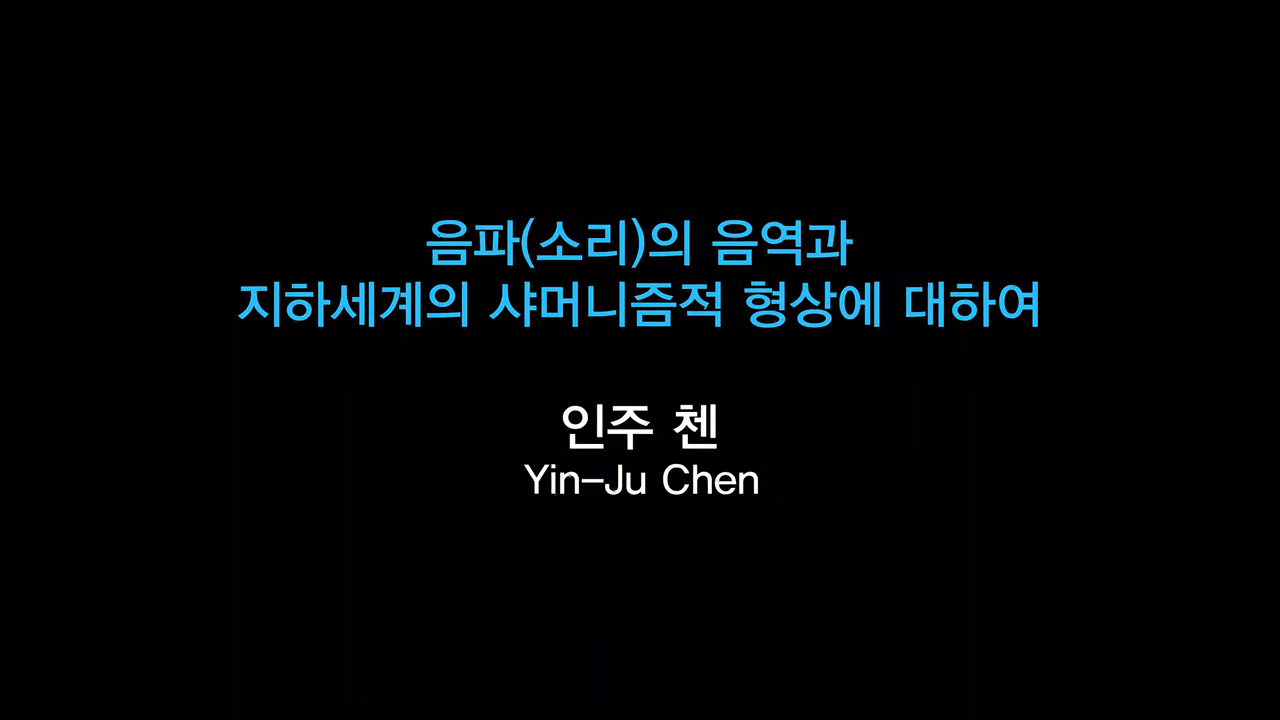 음파(소리)의 음역과
지하세계의 샤머니즘적 형상에 대하여
인주 첸
Yin-Ju Chen